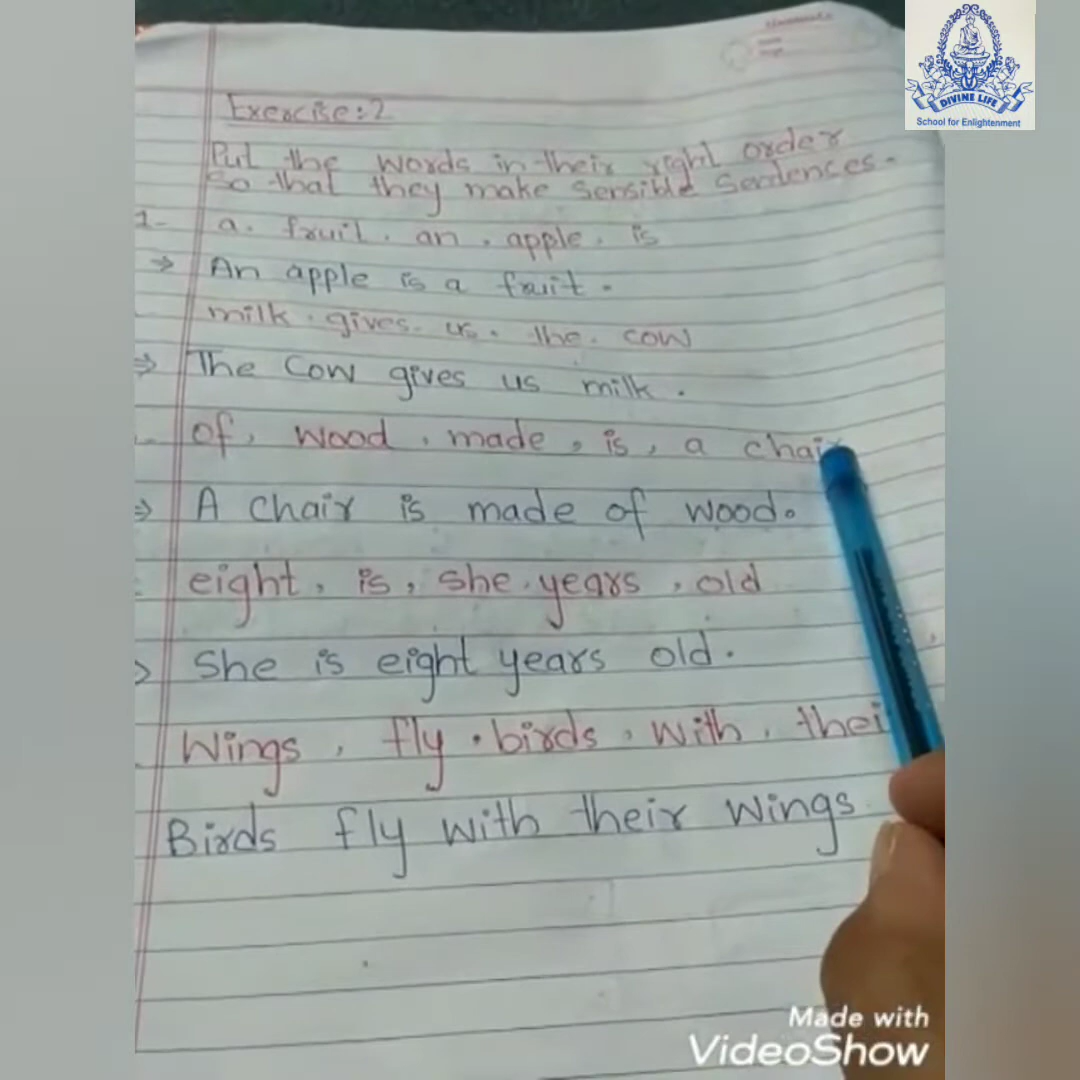 DIVINE LIFE
School for Enlightenment
Exercise:2
Put the words in their right order
so that they make sensible sentences.
1- a. fruit. an, apple. is
⇒ An apple is a fruit.
milk. gives. us. the. cow
⇒ The Cow gives us milk.
of, wood, made, is, a chair
⇒ A chair is made of wood.
eight, is, she. years, old
She is eight years old.
Wings, fly. birds, with, thei
Birds fly with their wings.
Made with
VideoShow